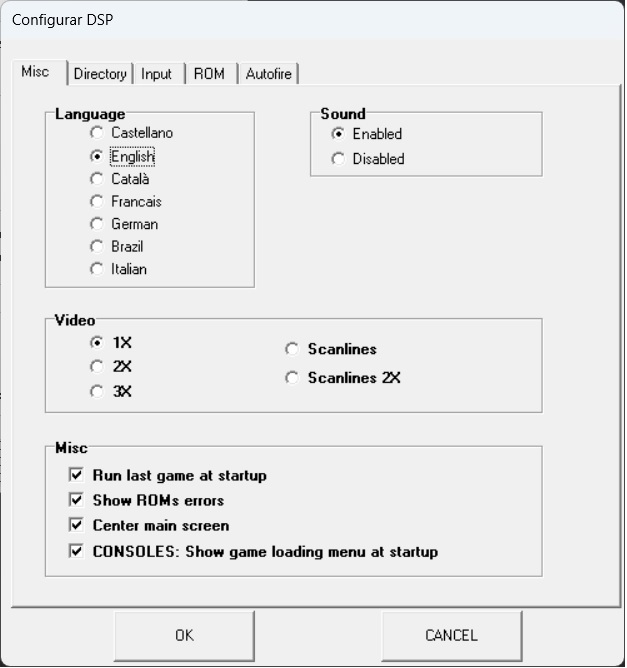 Configurar DSP
Misc Directory Input ROM Autofire
Language
Castellano
English
Català
Francais
German
Brazil
Italian
Sound
Enabled
Disabled
Video
1X
2X
3X
Scanlines
Scanlines 2X
Misc
Run last game at startup
Show ROMs errors
Center main screen
CONSOLES: Show game loading menu at startup
OK CANCEL